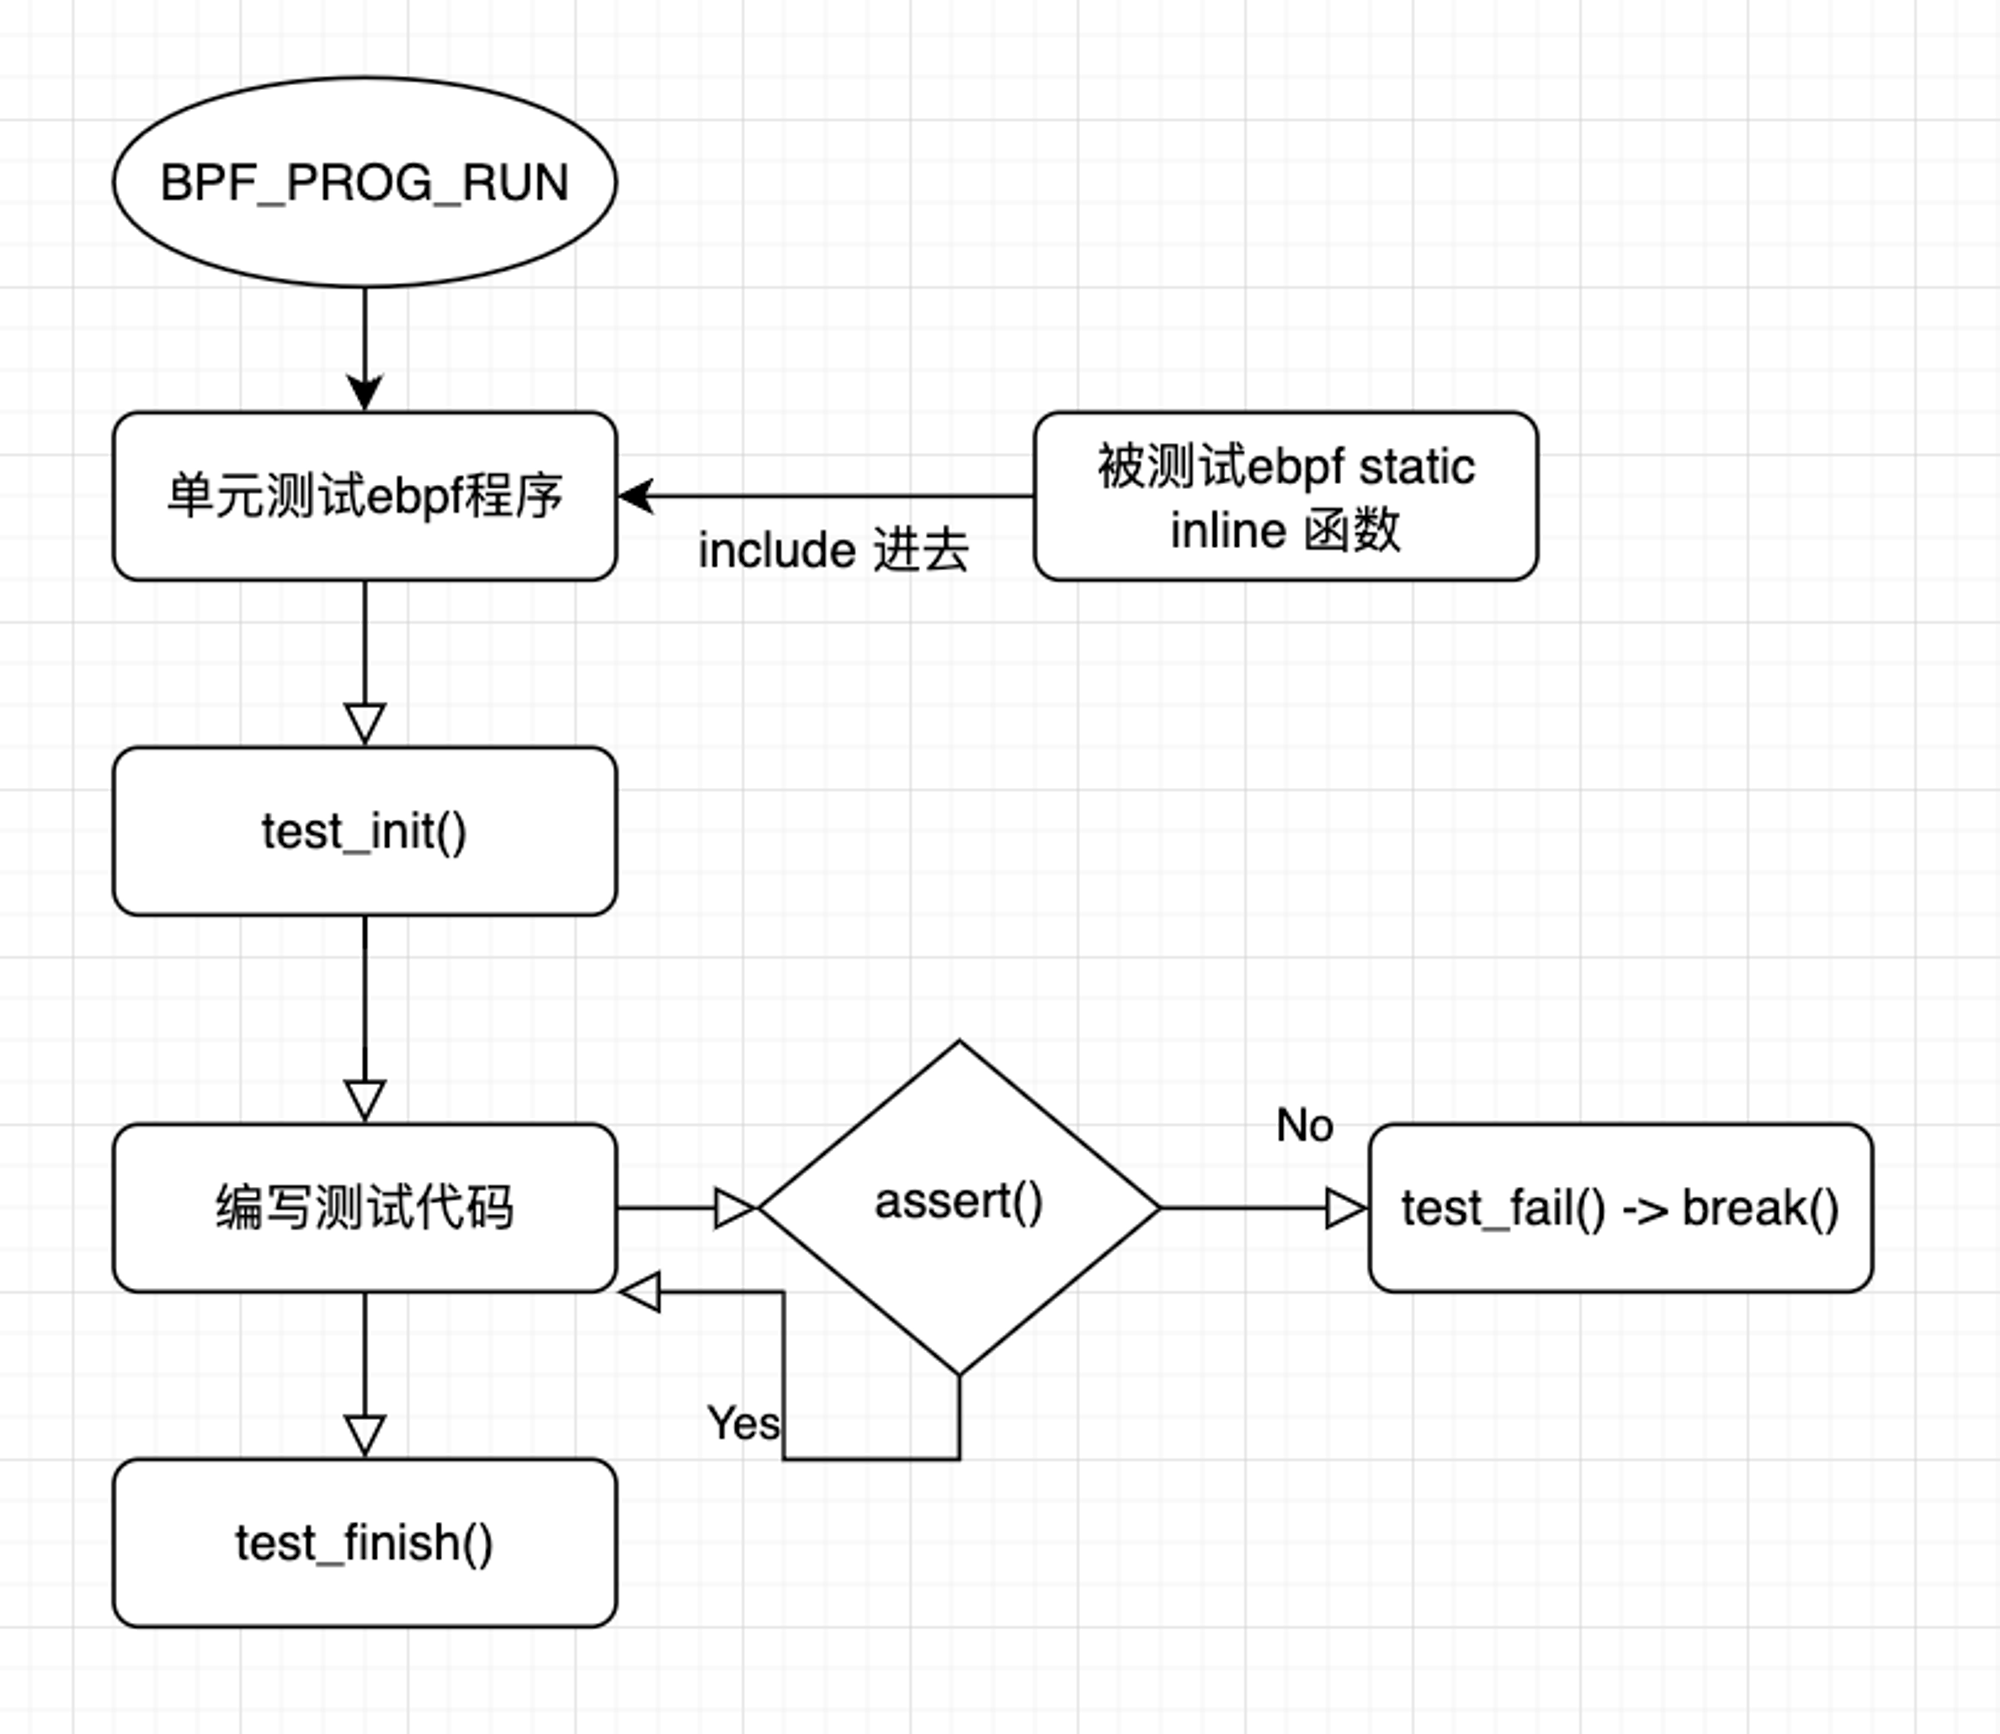 BPF_PROG_RUN
单元测试ebpf程序
include 进去
被测试ebpf static
inline 函数
test_init()
编写测试代码
assert()
No
test_fail() -> break()
Yes
test_finish()